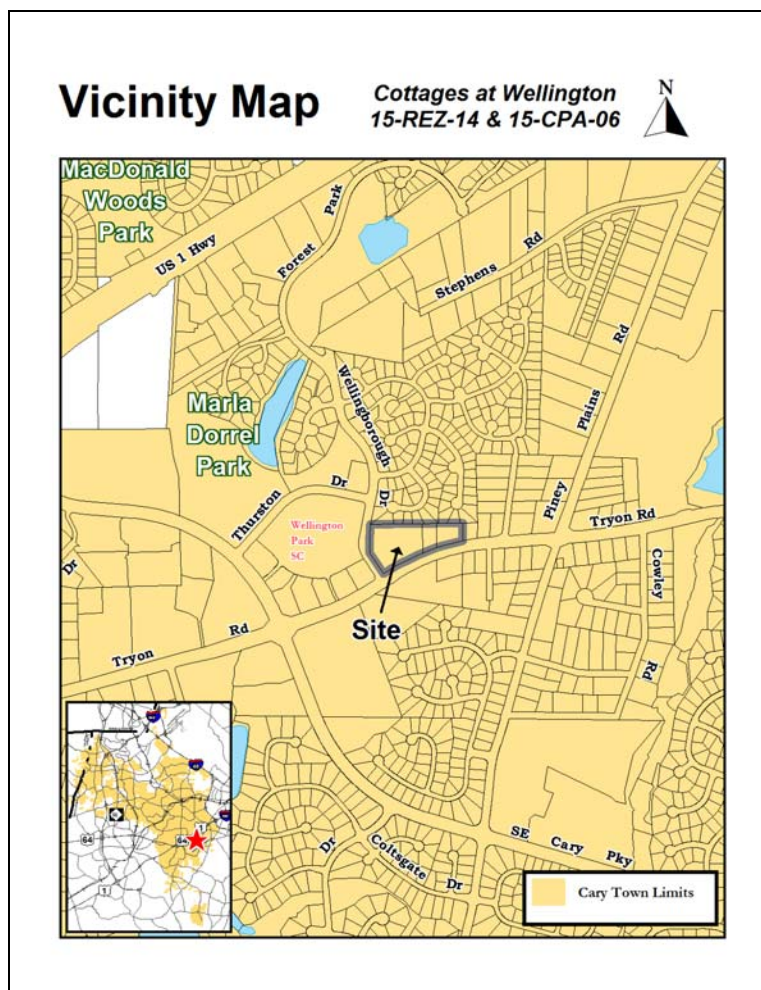 Vicinity Map
Cottages at Wellington
15-REZ-14 & 15-CPA-06
N
MacDonald
Woods
Park
US 1 Hwy
Forest
Park
Stephens
Rd
Wellingborough
Dr
Marla
Dorrel
Park
Thurston
Dr
Wellington
Park
SC
Piney
Plains
Rd
Tryon Rd
Cowley
Rd
Dr
Site
Tryon
Rd
SE
Cary
Pky
Dr
Coltsgate
Dr
64
64
1
1
Cary Town Limits